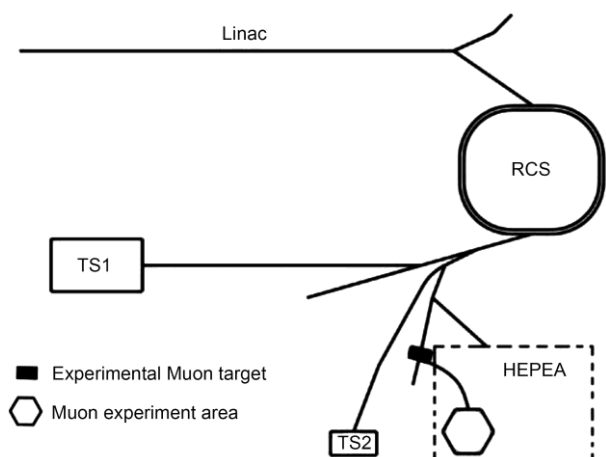 Linac
RCS
TS1
HEPEA
Experimental Muon target
Muon experiment area
TS2